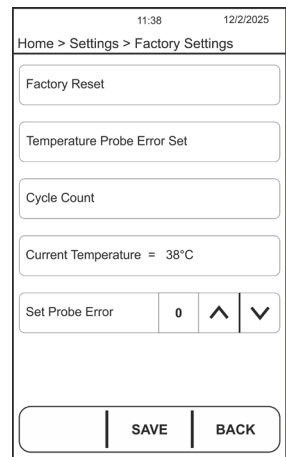 11:38 12/2/2025
Home > Settings > Factory Settings
Factory Reset
Temperature Probe Error Set
Cycle Count
Current Temperature = 38°C
Set Probe Error 0
SAVE BACK